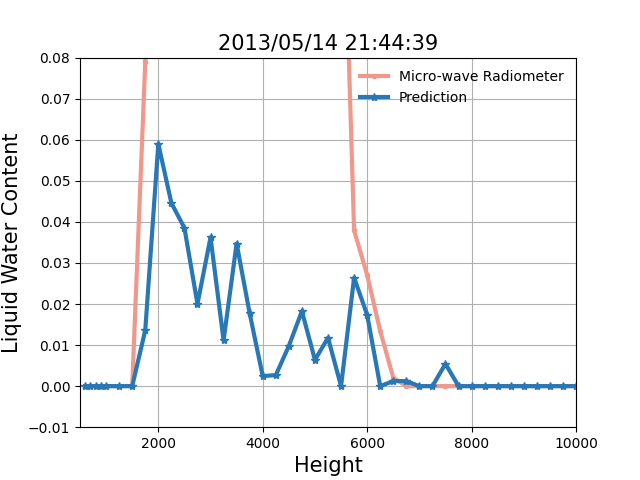 2013/05/14 21:44:39
Micro-wave Radiometer
Prediction
Liquid Water Content
0.08
0.07
0.06
0.05
0.04
0.03
0.02
0.01
0.00
−0.01
2000 4000 6000 8000 10000
Height